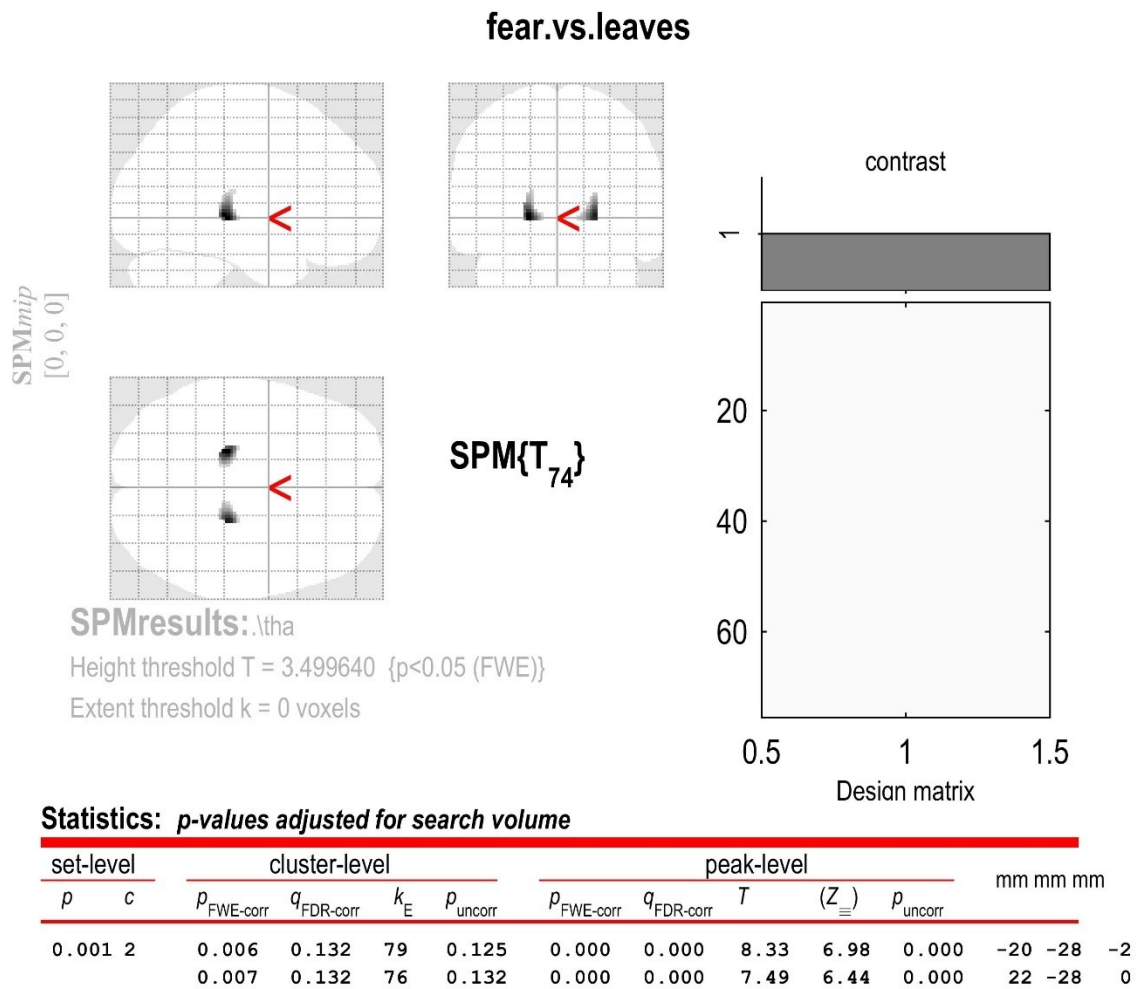 fear.vs.leaves
contrast
1
<
<
SPMmip
[0, 0, 0]
<
SPM{T74}
20
40
60
0.5 1 1.5
Design matrix
SPMresults:.\tha
Height threshold T = 3.499640 {p<0.05 (FWE)}
Extent threshold k = 0 voxels
Statistics: p-values adjusted for search volume
set-level cluster-level peak-level mm mm mm
p c pFWE-corr qFDR-corr kE puncorr pFWE-corr qFDR-corr T (Z≡) puncorr
0.001 2 0.006 0.132 79 0.125 0.000 0.000 8.33 6.98 0.000 -20 -28 -2
0.007 0.132 76 0.132 0.000 0.000 7.49 6.44 0.000 22 -28 0